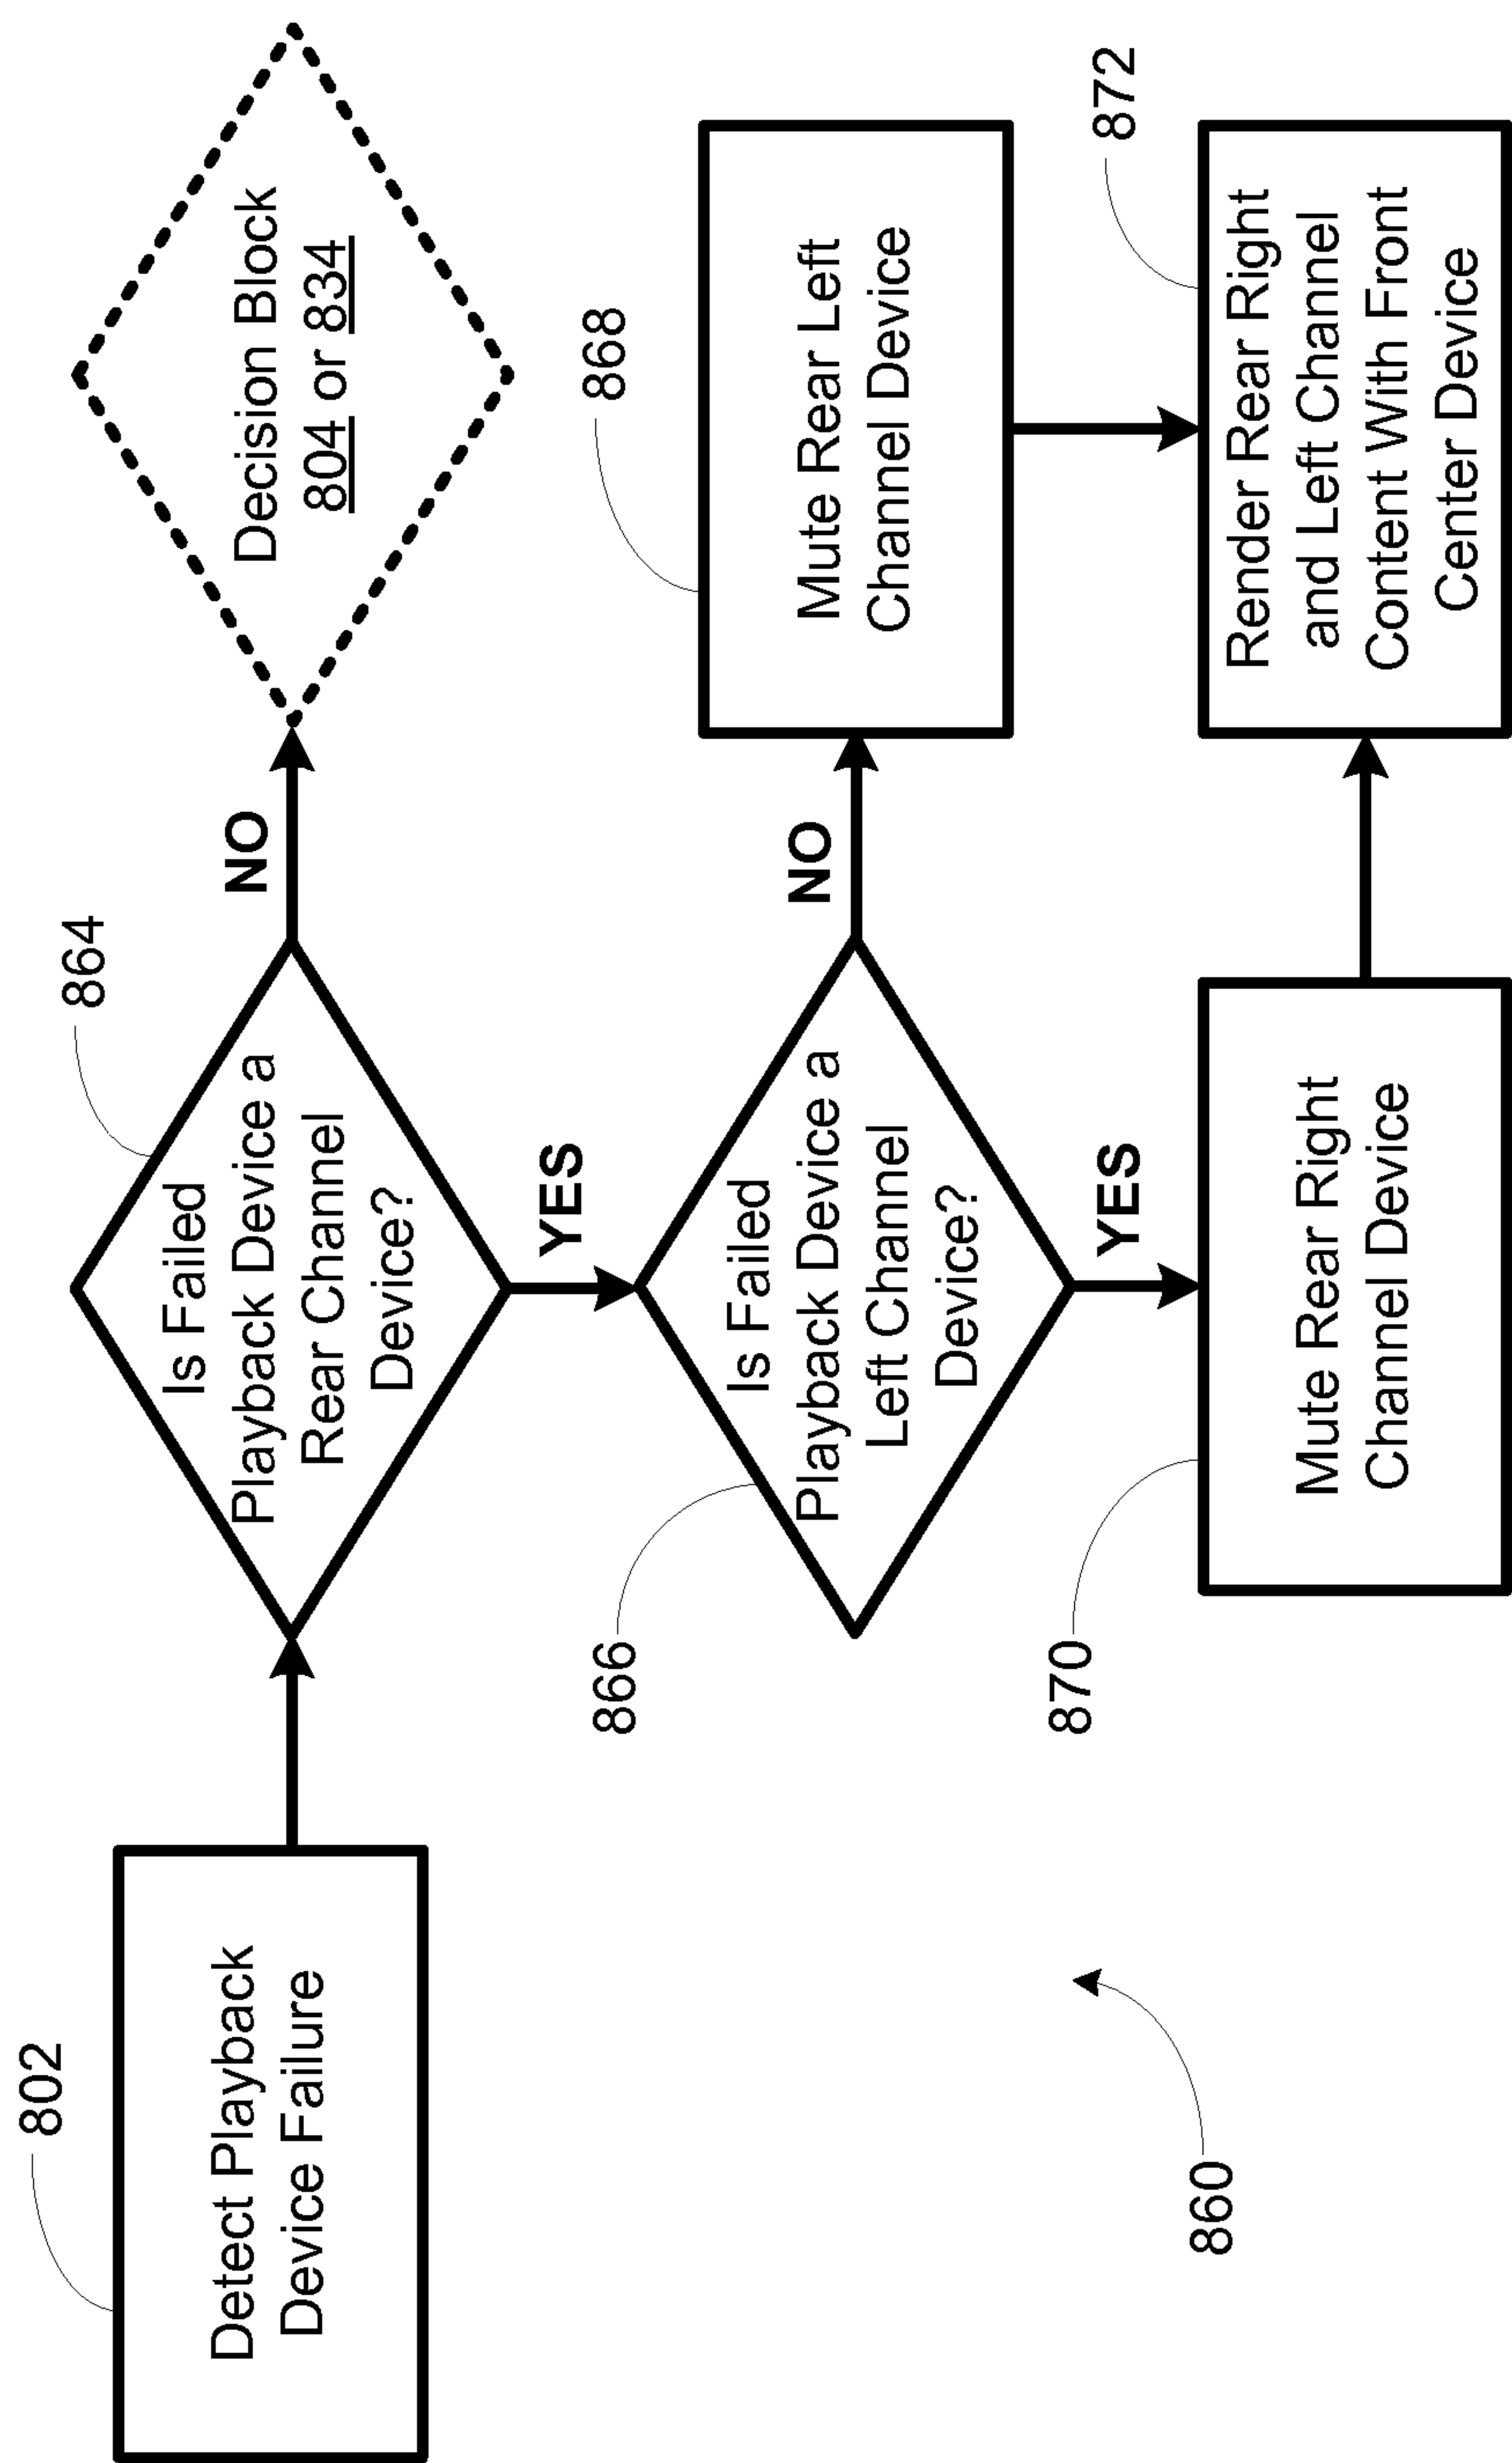 802
Detect Playback
Device Failure
864
Is Failed
Playback Device a
Rear Channel
Device?
NO
Decision Block
804 or 834
YES
866
Is Failed
Playback Device a
Left Channel
Device?
NO
868
Mute Rear Left
Channel Device
YES
870
Mute Rear Right
Channel Device
872
Render Rear Right
and Left Channel
Content With Front
Center Device
860